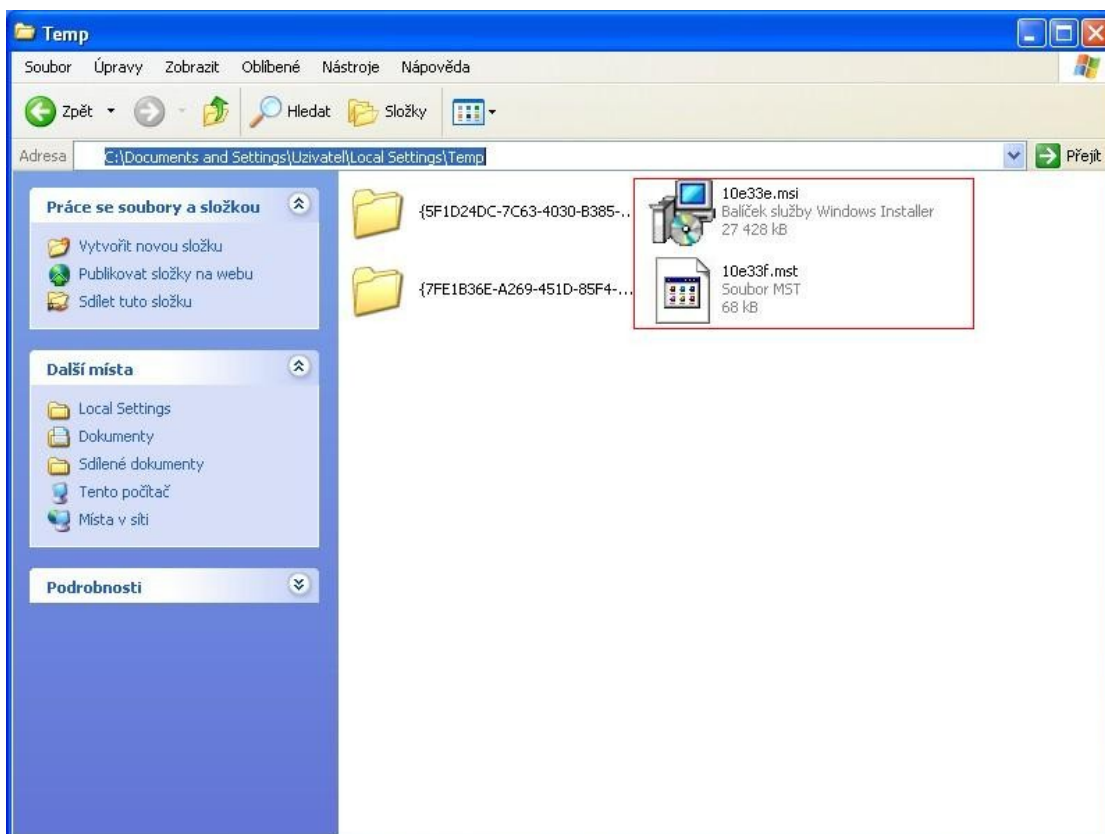 Temp
Soubor Úpravy Zobrazit Oblíbené Nástroje Nápověda
Zpět Hledat Složky
Adresa C:\Documents and Settings\Uzivatel\Local Settings\Temp Přejít
Práce se soubory a složkou
Vytvořit novou složku
Publikovat složky na webu
Sdílet tuto složku
Další místa
Local Settings
Dokumenty
Sdílené dokumenty
Tento počítač
Místa v síti
Podrobnosti
{5F1D24DC-7C63-4030-B385-...
{7FE1B36E-A269-451D-85F4-...
10e33e.msi
Balíček služby Windows Installer
27 428 kB
10e33f.mst
Soubor MST
68 kB